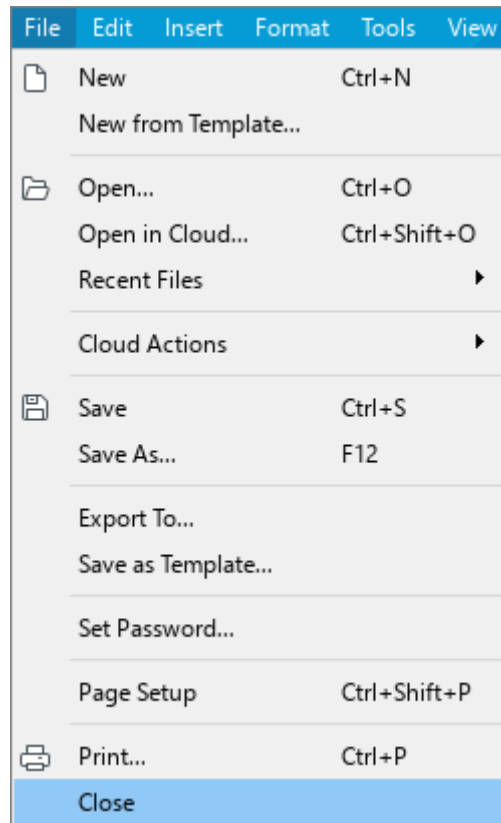 File Edit Insert Format Tools View
New Ctrl+N
New from Template...
Open... Ctrl+O
Open in Cloud... Ctrl+Shift+O
Recent Files
Cloud Actions
Save Ctrl+S
Save As... F12
Export To...
Save as Template...
Set Password...
Page Setup Ctrl+Shift+P
Print... Ctrl+P
Close